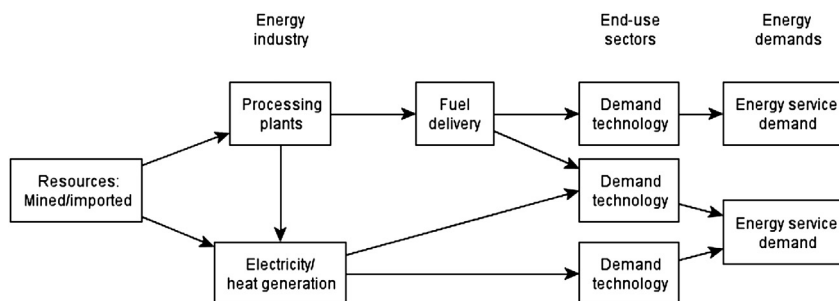 Energy
industry
End-use
sectors
Energy
demands
Processing
plants
Fuel
delivery
Demand
technology
Energy service
demand
Resources:
Mined/imported
Demand
technology
Energy service
demand
Electricity/
heat generation
Demand
technology